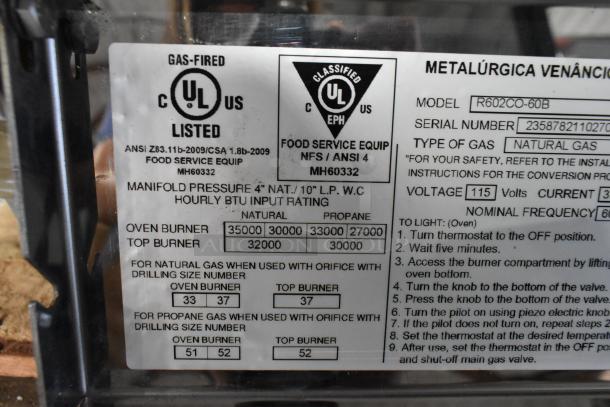 GAS-FIRED
C UL US
LISTED
ANSI Z83.11b-2009/CSA 1.8b-2009
FOOD SERVICE EQUIP
MH60332
CLASSIFIED
C UL US
EPH
FOOD SERVICE EQUIP
NFS / ANSI 4
MH60332
MANIFOLD PRESSURE 4" NAT./ 10" L.P. W.C
HOURLY BTU INPUT RATING
NATURAL PROPANE
OVEN BURNER 35000 30000 33000 27000
TOP BURNER 32000 30000
FOR NATURAL GAS WHEN USED WITH ORIFICE WITH
DRILLING SIZE NUMBER
OVEN BURNER TOP BURNER
33 37 37
FOR PROPANE GAS WHEN USED WITH ORIFICE WITH
DRILLING SIZE NUMBER
OVEN BURNER TOP BURNER
51 52 52
METALÚRGICA VENÂNCIO
MODEL R602CO-60B
SERIAL NUMBER 2358782110270
TYPE OF GAS NATURAL GAS
"FOR YOUR SAFETY, REFER TO THE INSTAL
INSTRUCTIONS FOR THE CONVERSION PRO
VOLTAGE 115 Volts CURRENT 3
NOMINAL FREQUENCY 60
TO LIGHT: (Oven)
1. Turn thermostat to the OFF position.
2. Wait five minutes.
3. Access the burner compartment by lifting
oven bottom.
4. Turn the knob to the bottom of the valve.
5. Press the knob to the bottom of the valve.
6. Turn the pilot on using piezo electric knob
7. If the pilot does not turn on, repeat steps 2
8. Set the thermostat at the desired temperat
9. After use, set the thermostat in the OFF pos
and shut-off main gas valve.